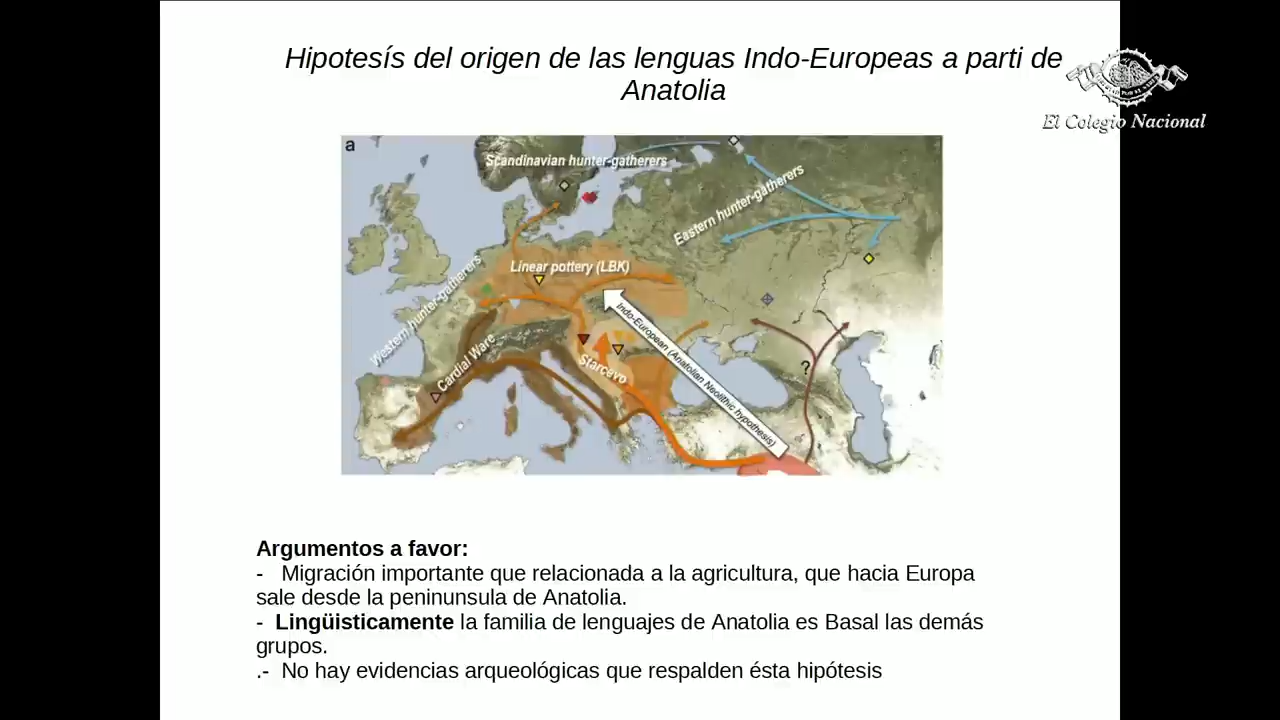 Hipotesís del origen de las lenguas Indo-Europeas a parti de
Anatolia
El Colegio Nacional
a
Scandinavian hunter-gatherers
Eastern hunter-gatherers
Linear pottery (LBK)
Western hunter-gatherers
Indo-European (Anatolian Neolithic hypothesis)
Cardial Ware
Starcevo
?
Argumentos a favor:
- Migración importante que relacionada a la agricultura, que hacia Europa
sale desde la peninunsula de Anatolia.
- Lingüisticamente la familia de lenguajes de Anatolia es Basal las demás
grupos.
.- No hay evidencias arqueológicas que respalden ésta hipótesis